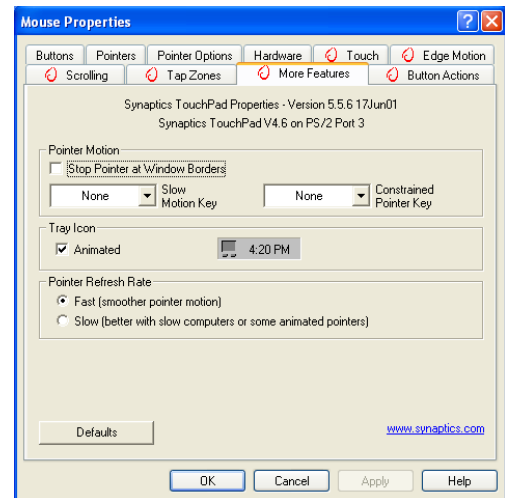 Mouse Properties
Buttons Pointers Pointer Options Hardware Touch Edge Motion
Scrolling Tap Zones More Features Button Actions
Synaptics TouchPad Properties - Version 5.5.6 17Jun01
Synaptics TouchPad V4.6 on PS/2 Port 3
Pointer Motion
Stop Pointer at Window Borders
None Slow Motion Key None Constrained Pointer Key
Tray Icon
Animated 4:20 PM
Pointer Refresh Rate
Fast (smoother pointer motion)
Slow (better with slow computers or some animated pointers)
Defaults www.synaptics.com
OK Cancel Apply Help